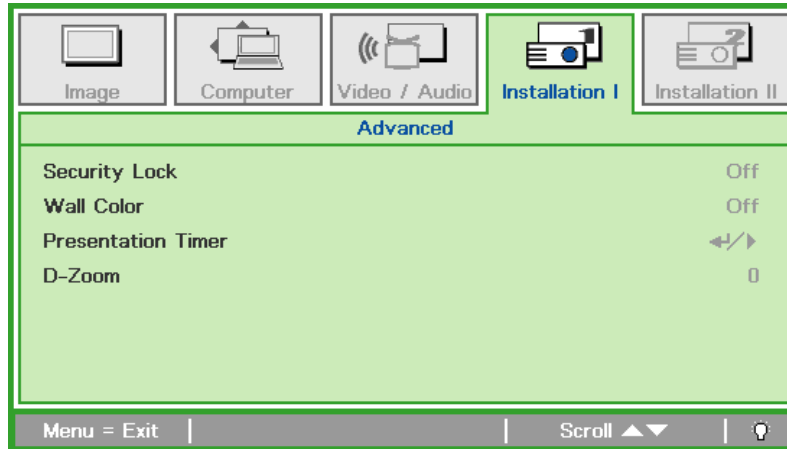 Image Computer Video / Audio Installation I Installation II
Advanced
Security Lock Off
Wall Color Off
Presentation Timer ↵/▶
D-Zoom 0
Menu = Exit Scroll ▲▼